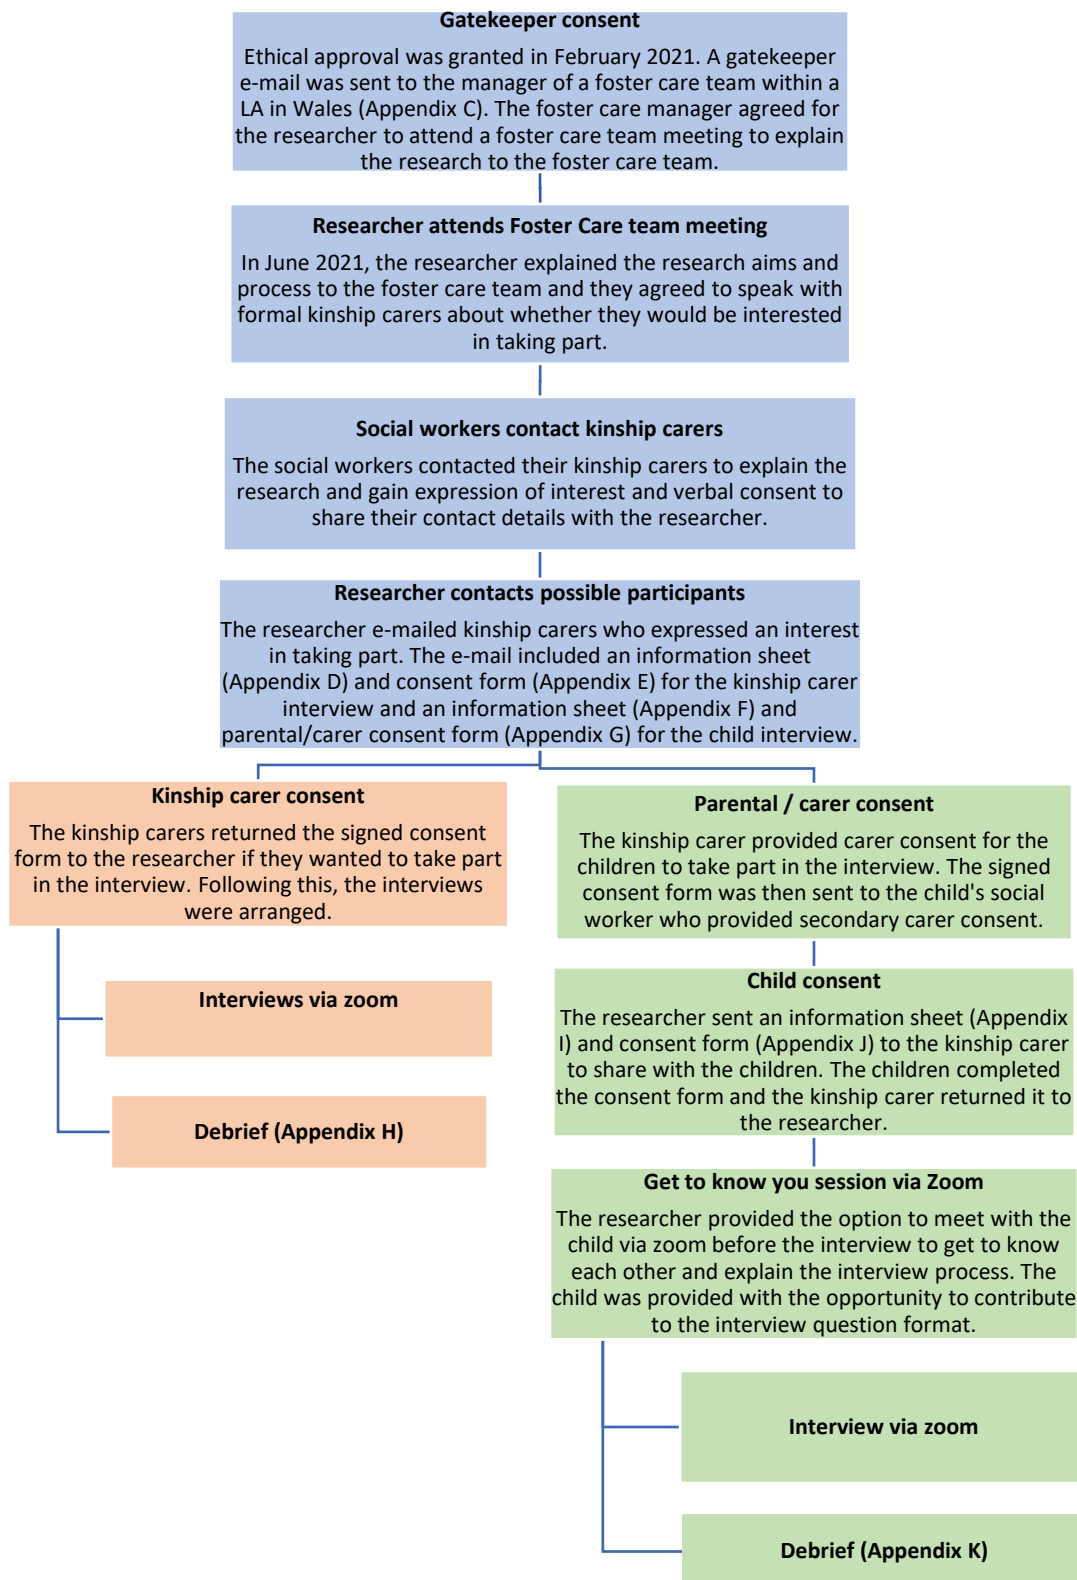 Gatekeeper consent
Ethical approval was granted in February 2021. A gatekeeper
e-mail was sent to the manager of a foster care team within a
LA in Wales (Appendix C). The foster care manager agreed for
the researcher to attend a foster care team meeting to explain
the research to the foster care team.
Researcher attends Foster Care team meeting
In June 2021, the researcher explained the research aims and
process to the foster care team and they agreed to speak with
formal kinship carers about whether they would be interested
in taking part.
Social workers contact kinship carers
The social workers contacted their kinship carers to explain the
research and gain expression of interest and verbal consent to
share their contact details with the researcher.
Researcher contacts possible participants
The researcher e-mailed kinship carers who expressed an interest
in taking part. The e-mail included an information sheet
(Appendix D) and consent form (Appendix E) for the kinship carer
interview and an information sheet (Appendix F) and
parental/carer consent form (Appendix G) for the child interview.
Kinship carer consent
The kinship carers returned the signed consent
form to the researcher if they wanted to take part
in the interview. Following this, the interviews
were arranged.
Interviews via zoom
Debrief (Appendix H)
Parental / carer consent
The kinship carer provided carer consent for the
children to take part in the interview. The signed
consent form was then sent to the child's social
worker who provided secondary carer consent.
Child consent
The researcher sent an information sheet (Appendix
I) and consent form (Appendix J) to the kinship carer
to share with the children. The children completed
the consent form and the kinship carer returned it to
the researcher.
Get to know you session via Zoom
The researcher provided the option to meet with the
child via zoom before the interview to get to know
each other and explain the interview process. The
child was provided with the opportunity to contribute
to the interview question format.
Interview via zoom
Debrief (Appendix K)